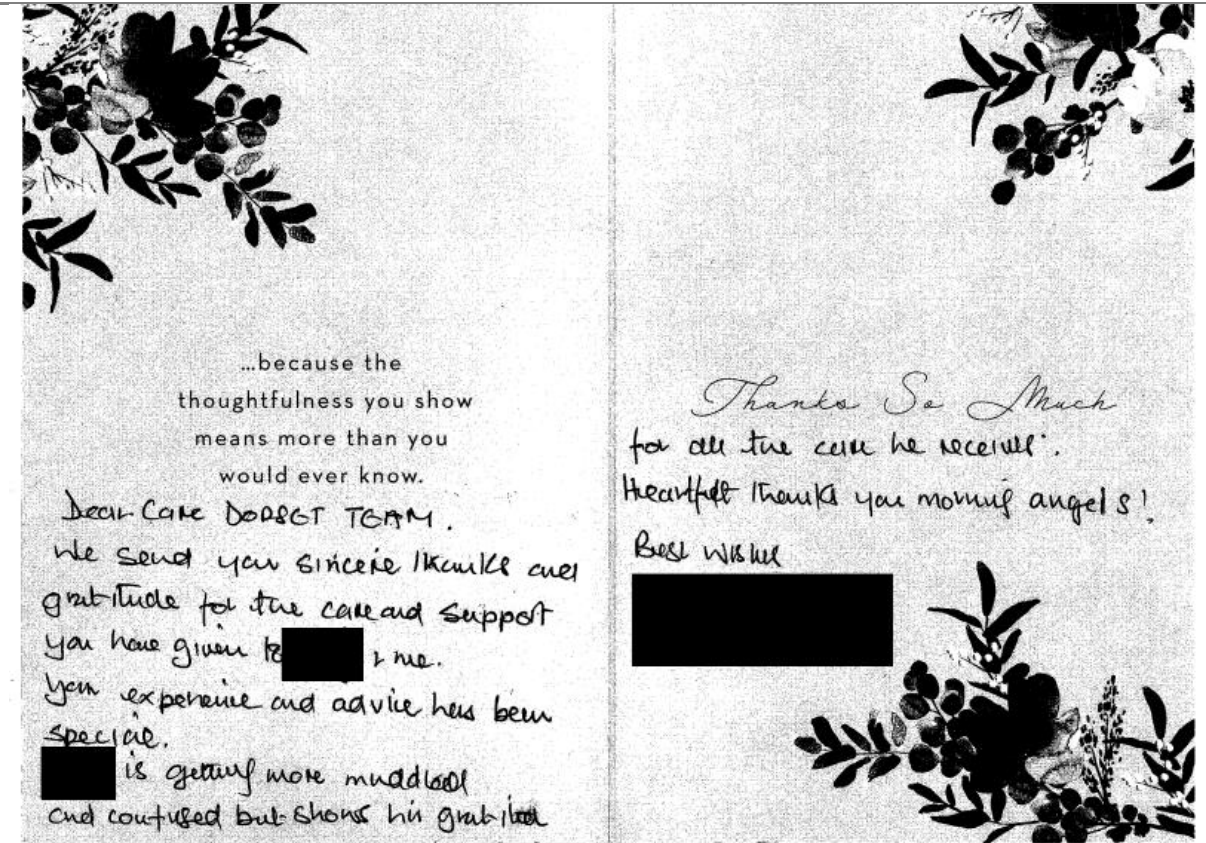 ...because the
thoughtfulness you show
means more than you
would ever know.
Dear Care DORSET TEAM.
We send you sincere thanks and
gratitude for the care and support
you have given to & me.
Your experience and advice has been
special.
is getting more muddled
and confused but shows his gratitude
Thanks So Much
for all the care he receives.
Heartfelt thanks you morning angels!
Best Wishes